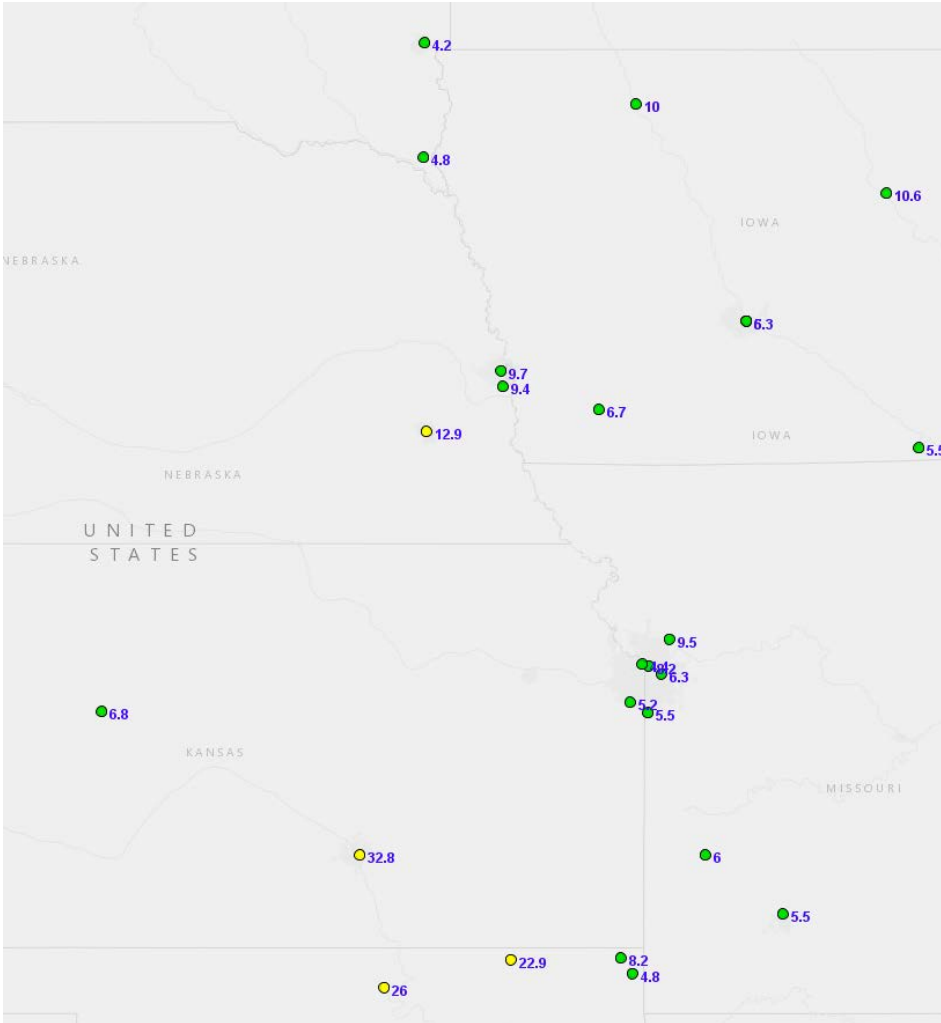 4.2
10
4.8
10.6
IOWA
NEBRASKA
6.3
9.7
9.4
6.7
12.9
IOWA
5.5
NEBRASKA
UNITED
STATES
9.5
6.3
5.2
5.5
6.8
KANSAS
MISSOURI
32.8
6
5.5
8.2
22.9
4.8
26